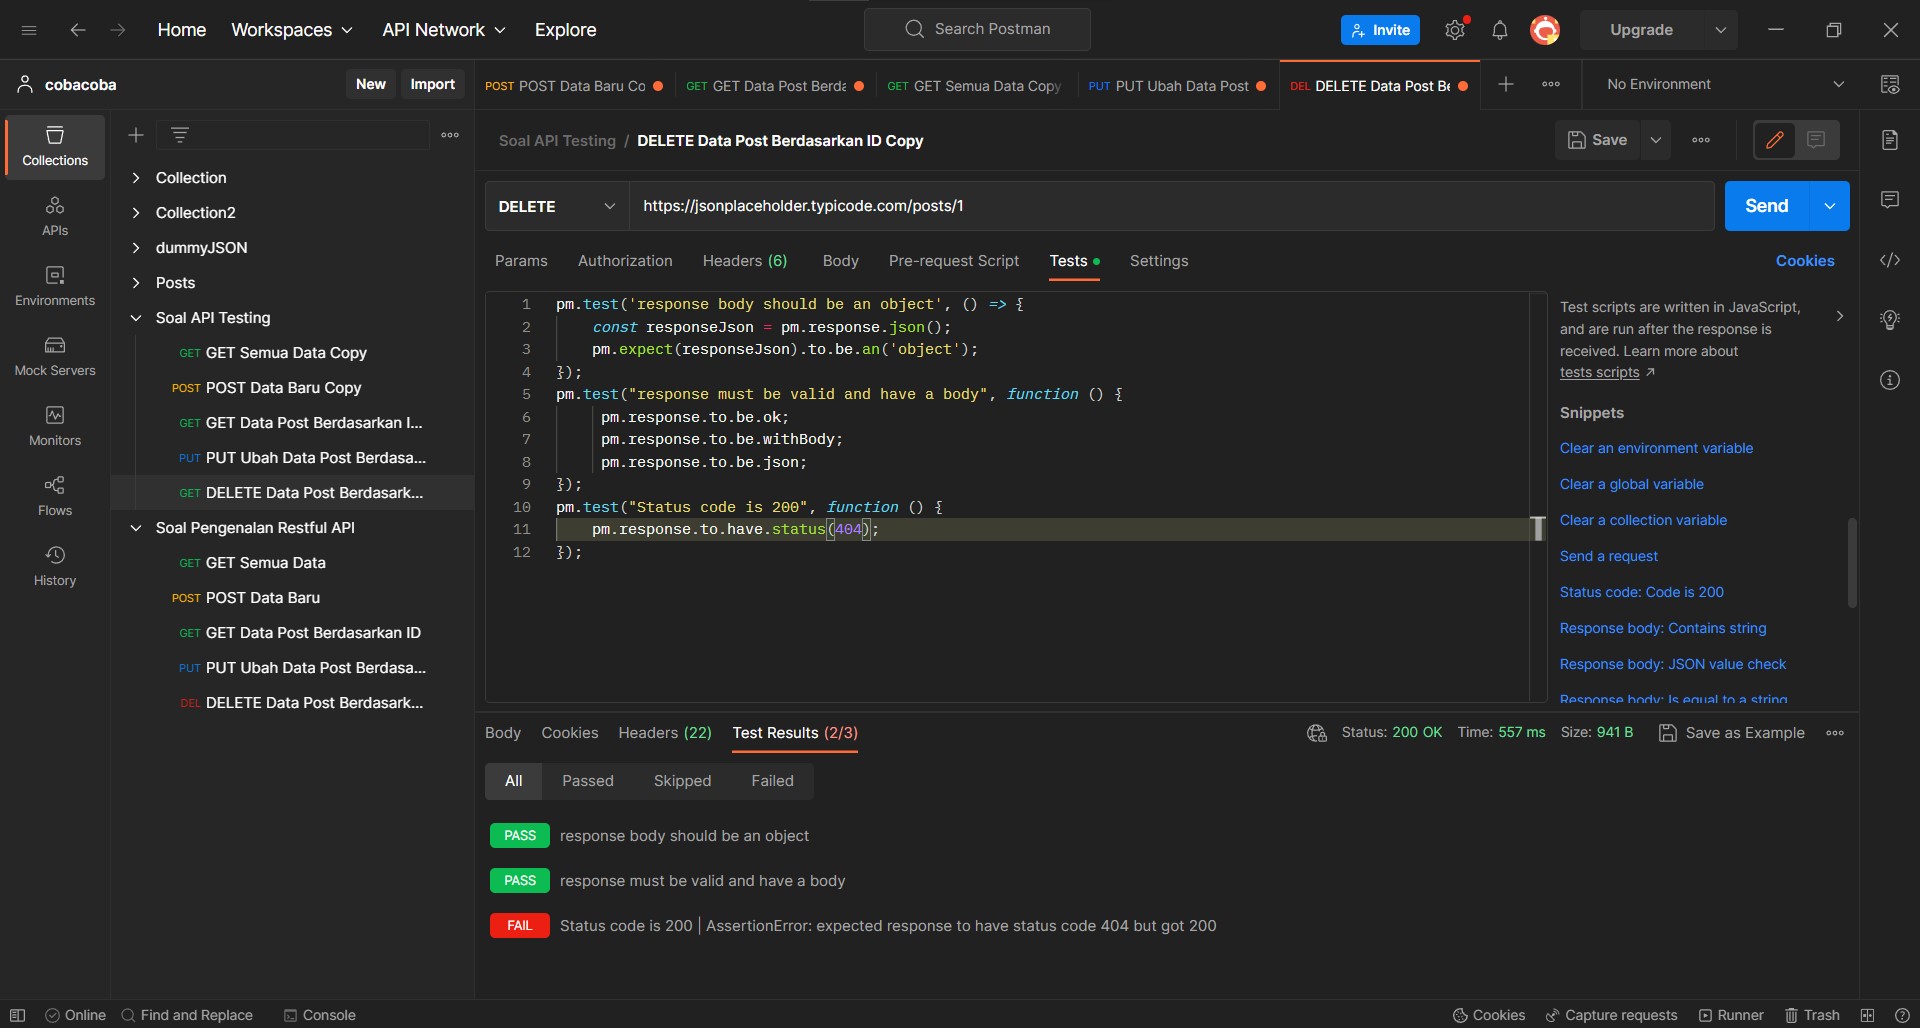 Home Workspaces API Network Explore Search Postman Invite Upgrade
cobacoba New Import
POST POST Data Baru Co GET GET Data Post Berda GET GET Semua Data Copy PUT PUT Ubah Data Post DEL DELETE Data Post Be No Environment
Collections
APIs
Environments
Mock Servers
Monitors
Flows
History
Collection
Collection2
dummyJSON
Posts
Soal API Testing
GET GET Semua Data Copy
POST POST Data Baru Copy
GET GET Data Post Berdasarkan I...
PUT PUT Ubah Data Post Berdasa...
GET DELETE Data Post Berdasark...
Soal Pengenalan Restful API
GET GET Semua Data
POST POST Data Baru
GET GET Data Post Berdasarkan ID
PUT PUT Ubah Data Post Berdasa...
DEL DELETE Data Post Berdasark...
Soal API Testing / DELETE Data Post Berdasarkan ID Copy Save
DELETE https://jsonplaceholder.typicode.com/posts/1 Send
Params Authorization Headers (6) Body Pre-request Script Tests Settings Cookies
1 pm.test('response body should be an object', () => {
2 const responseJson = pm.response.json();
3 pm.expect(responseJson).to.be.an('object');
4 });
5 pm.test("response must be valid and have a body", function () {
6 pm.response.to.be.ok;
7 pm.response.to.be.withBody;
8 pm.response.to.be.json;
9 });
10 pm.test("Status code is 200", function () {
11 pm.response.to.have.status(404);
12 });
Test scripts are written in JavaScript,
and are run after the response is
received. Learn more about
tests scripts ↗
Snippets
Clear an environment variable
Clear a global variable
Clear a collection variable
Send a request
Status code: Code is 200
Response body: Contains string
Response body: JSON value check
Response body: Is equal to a string
Body Cookies Headers (22) Test Results (2/3) Status: 200 OK Time: 557 ms Size: 941 B Save as Example
All Passed Skipped Failed
PASS response body should be an object
PASS response must be valid and have a body
FAIL Status code is 200 | AssertionError: expected response to have status code 404 but got 200
Online Find and Replace Console Cookies Capture requests Runner Trash